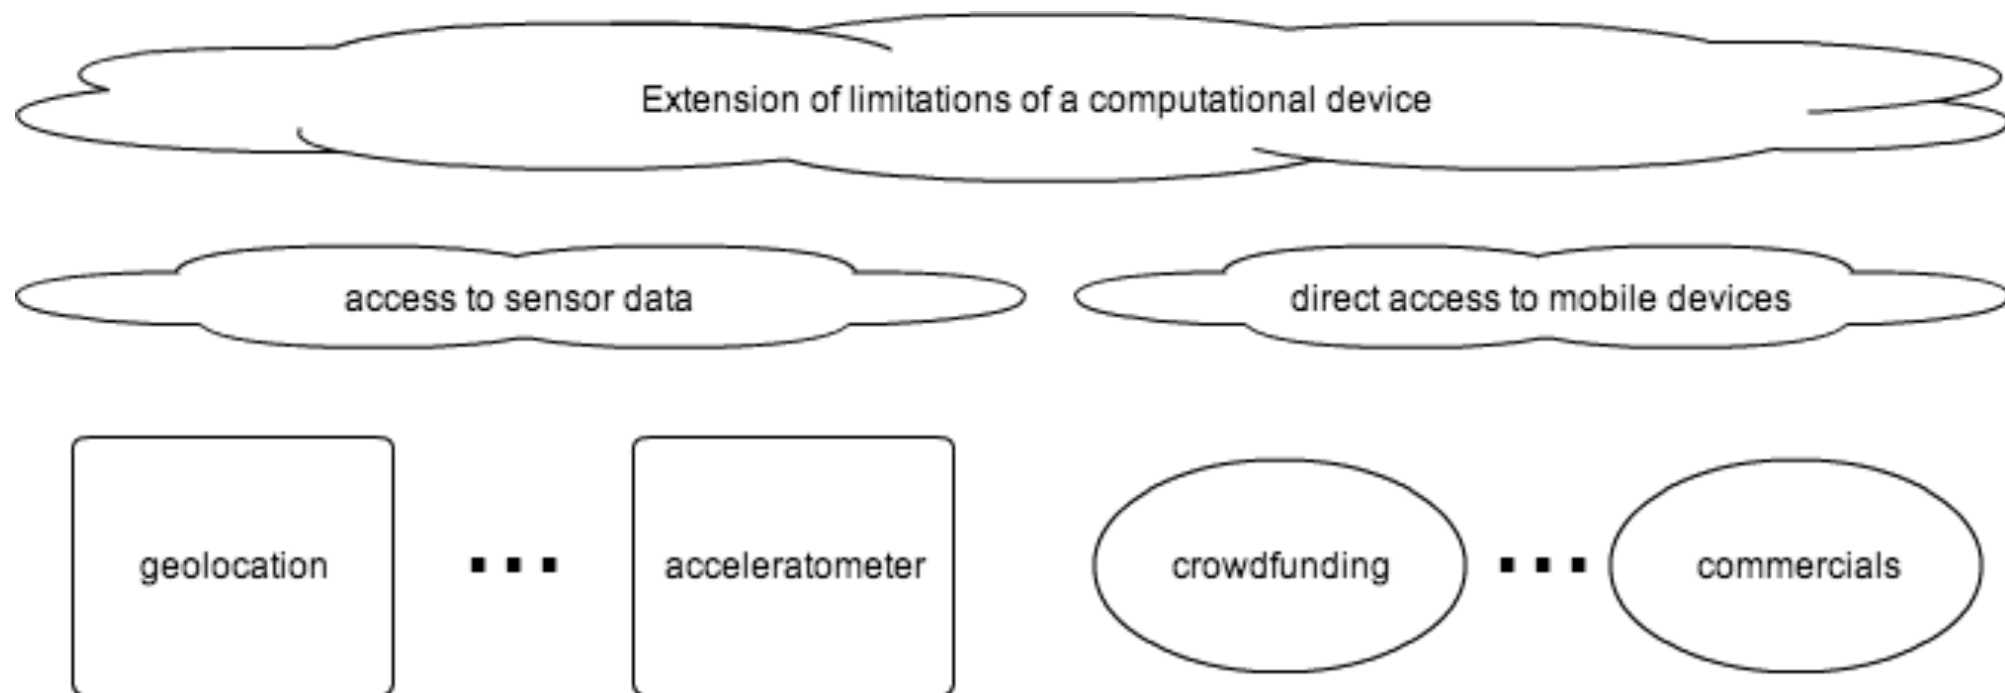 Extension of limitations of a computational device
access to sensor data
direct access to mobile devices
geolocation
acceleratometer
crowdfunding
commercials